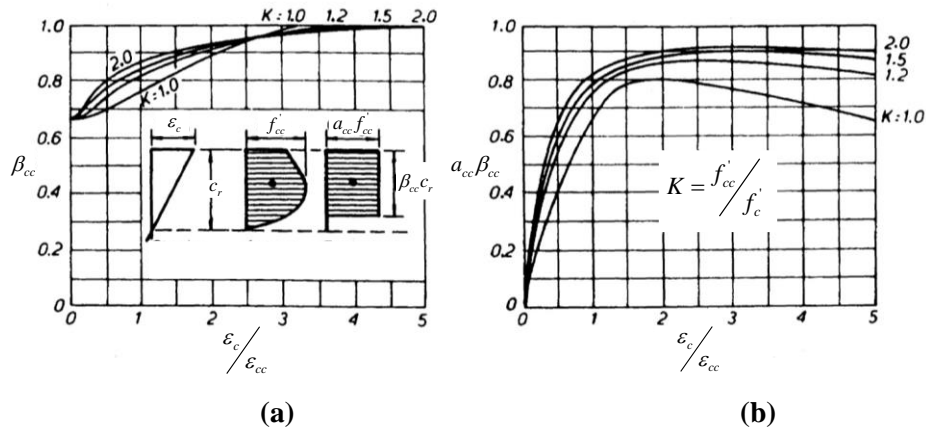 K: 1.0 1.2 1.5 2.0
1.0
0.8
0.6
0.4
0.2
0
β_cc
2.0
K:1.0
ε_c
f'_cc
a_cc f'_cc
c_r
β_cc c_r
0 1 2 3 4 5
ε_c / ε_cc
(a)
1.0
0.8
0.6
0.4
0.2
0
a_cc β_cc
2.0
1.5
1.2
K:1.0
K = f'_cc / f'_c
0 1 2 3 4 5
ε_c / ε_cc
(b)